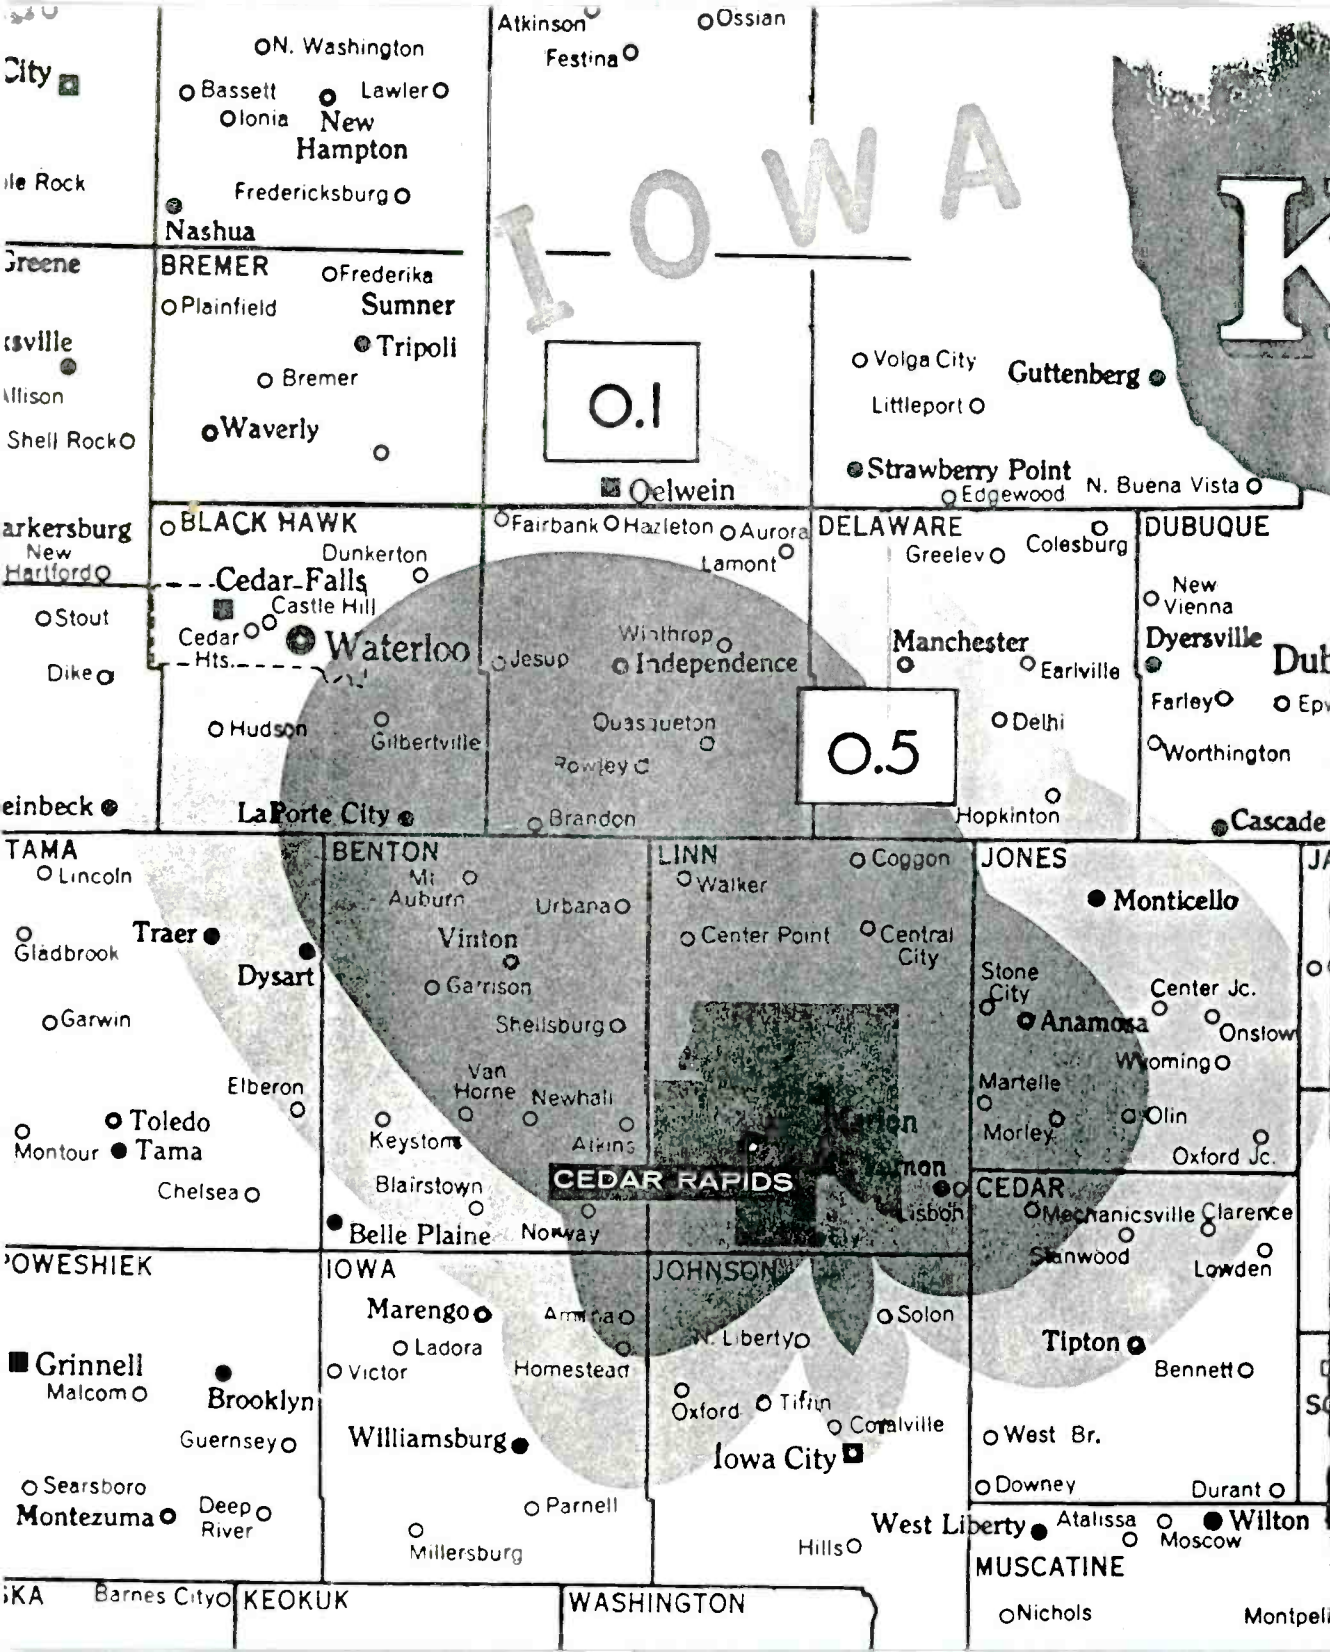 Atkinson
Ossian
N. Washington
Festina
City
Bassett
Lawler
Ionia
New
Hampton
IOWA
Rock
Fredericksburg
Nashua
K
Greene
BREMER
Frederika
Plainfield
Sumner
Tripoli
Volga City
Guttenberg
Bremer
0.1
Littleport
Waverly
Shell Rock
Strawberry Point
Oelwein
Edgewood
N. Buena Vista
BLACK HAWK
Fairbank
Hazleton
Aurora
DELAWARE
DUBUQUE
New
Hartford
Dunkerton
Lamont
Greeley
Colesburg
Cedar Falls
New
Vienna
Stout
Castle Hill
Cedar
Hts.
Waterloo
Winthrop
Manchester
Dyersville
Jesup
Independence
Earlville
Dike
Farley
Hudson
Gilbertville
Quasqueton
Delhi
0.5
Worthington
Rowley
LaPorte City
Brandon
Hopkinton
Cascade
TAMA
BENTON
LINN
Coggon
JONES
Lincoln
Mt
Auburn
Walker
Urbana
Monticello
Gladbrook
Traer
Vinton
Center Point
Central
City
Dysart
Garrison
Stone
City
Center Jc.
Garwin
Shellsburg
Anamosa
Onslow
Wyoming
Van
Horne
Elberon
Newhall
Martelle
Toledo
Keystone
Marion
Morley
Olin
Montour
Tama
Atkins
Oxford Jc.
Chelsea
Blairstown
CEDAR RAPIDS
CEDAR
Lisbon
Mechanicsville
Clarence
Belle Plaine
Norway
Stanwood
Lowden
POWESHIEK
IOWA
JOHNSON
Marengo
Amana
Solon
Ladora
N. Liberty
Tipton
Grinnell
Victor
Homestead
Bennett
Malcom
Brooklyn
Oxford
Tiffin
Coralville
Guernsey
Williamsburg
Iowa City
West Br.
Searsboro
Downey
Durant
Montezuma
Deep
River
Parnell
West Liberty
Atalissa
Wilton
Moscow
Millersburg
Hills
MUSCATINE
Barnes City
KEOKUK
WASHINGTON
Nichols